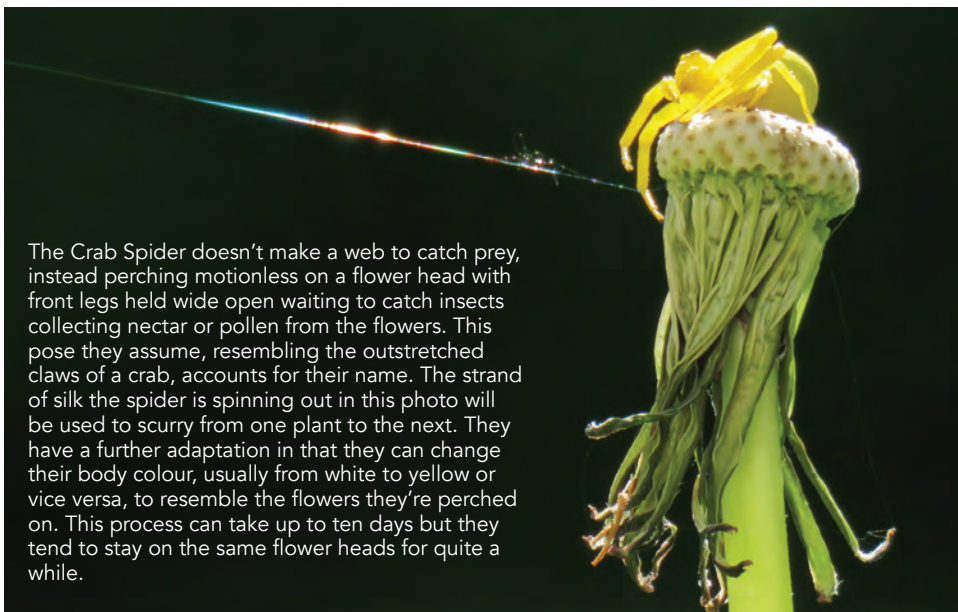 The Crab Spider doesn't make a web to catch prey,
instead perching motionless on a flower head with
front legs held wide open waiting to catch insects
collecting nectar or pollen from the flowers. This
pose they assume, resembling the outstretched
claws of a crab, accounts for their name. The strand
of silk the spider is spinning out in this photo will
be used to scurry from one plant to the next. They
have a further adaptation in that they can change
their body colour, usually from white to yellow or
vice versa, to resemble the flowers they're perched
on. This process can take up to ten days but they
tend to stay on the same flower heads for quite a
while.